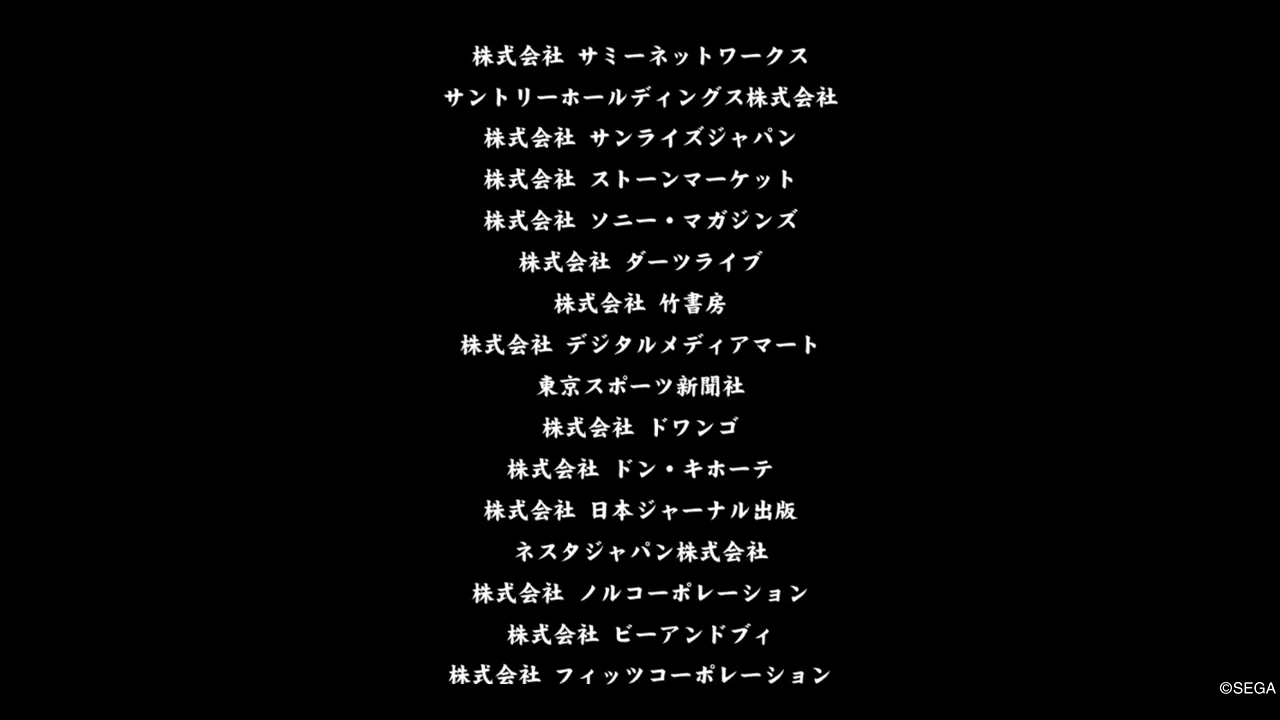 株式会社 サミーネットワークス
サントリーホールディングス株式会社
株式会社 サンライズジャパン
株式会社 ストーンマーケット
株式会社 ソニー・マガジンズ
株式会社 ダーツライブ
株式会社 竹書房
株式会社 デジタルメディアマート
東京スポーツ新聞社
株式会社 ドワンゴ
株式会社 ドン・キホーテ
株式会社 日本ジャーナル出版
ネスタジャパン株式会社
株式会社 ノルコーポレーション
株式会社 ビーアンドブィ
株式会社 フィッツコーポレーション
©SEGA